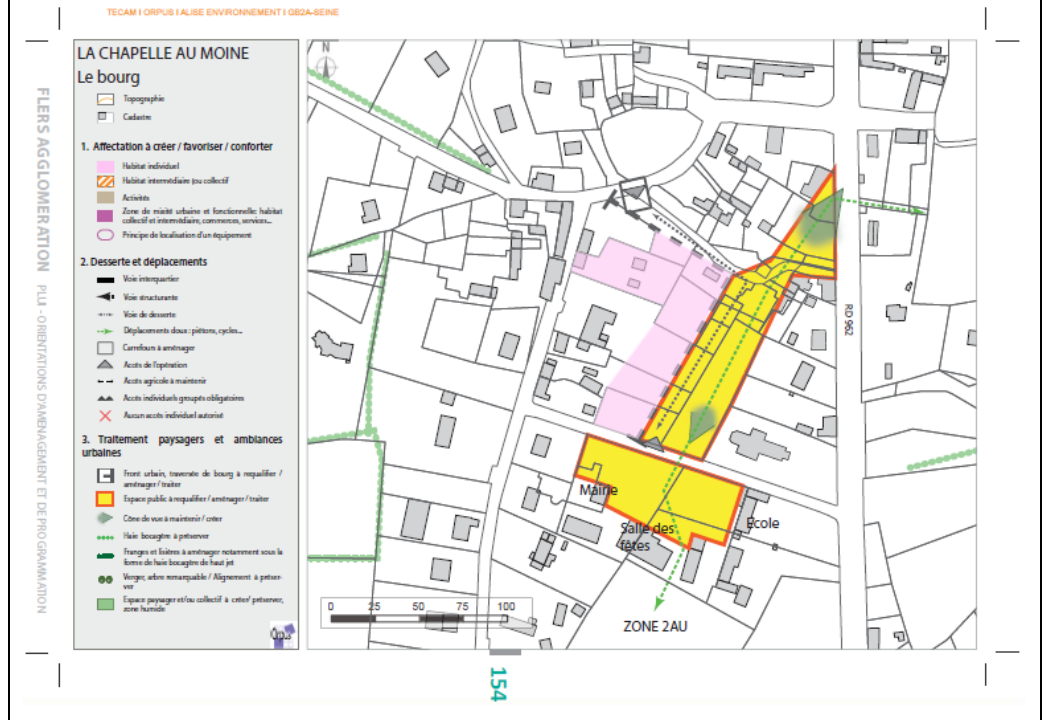 TECAM I ORPUS I ALISE ENVIRONNEMENT I GB2A-SEINE
FLERS AGGLOMERATION PLUI - ORIENTATIONS D'AMENAGEMENT ET DE PROGRAMMATION
LA CHAPELLE AU MOINE
Le bourg
Topographie
Cadastre
1. Affectation à créer / favoriser / conforter
Habitat individuel
Habitat intermédiaire (ou collectif
Activités
Zone de mixité urbaine et fonctionnelle: habitat
collectif et intermédiaire, commerces, services...
Principe de localisation d'un équipement
2. Desserte et déplacements
Voie interquartier
Voie structurante
Voie de desserte
Déplacements doux : piétons, cycles...
Carrefours à aménager
Accès de l'opération
Accès agricole à maintenir
Accès individuels groupés obligatoires
Aucun accès individuel autorisé
3. Traitement paysagers et ambiances
urbaines
Front urbain, traversée de bourg à requalifier /
aménager / traiter
Espace public à requalifier / aménager / traiter
Cône de vue à maintenir / créer
Haie bocagère à préserver
Franges et lisières à aménager notamment sous la
forme de haie bocagère de haut jet
Verger, arbre remarquable / Alignement à préser-
ver
Espace paysager et/ou collectif à créer/ préserver,
zone humide
Orpus
N
RD 962
Mairie
Salle des
fêtes
Ecole
ZONE 2AU
0 25 50 75 100
154